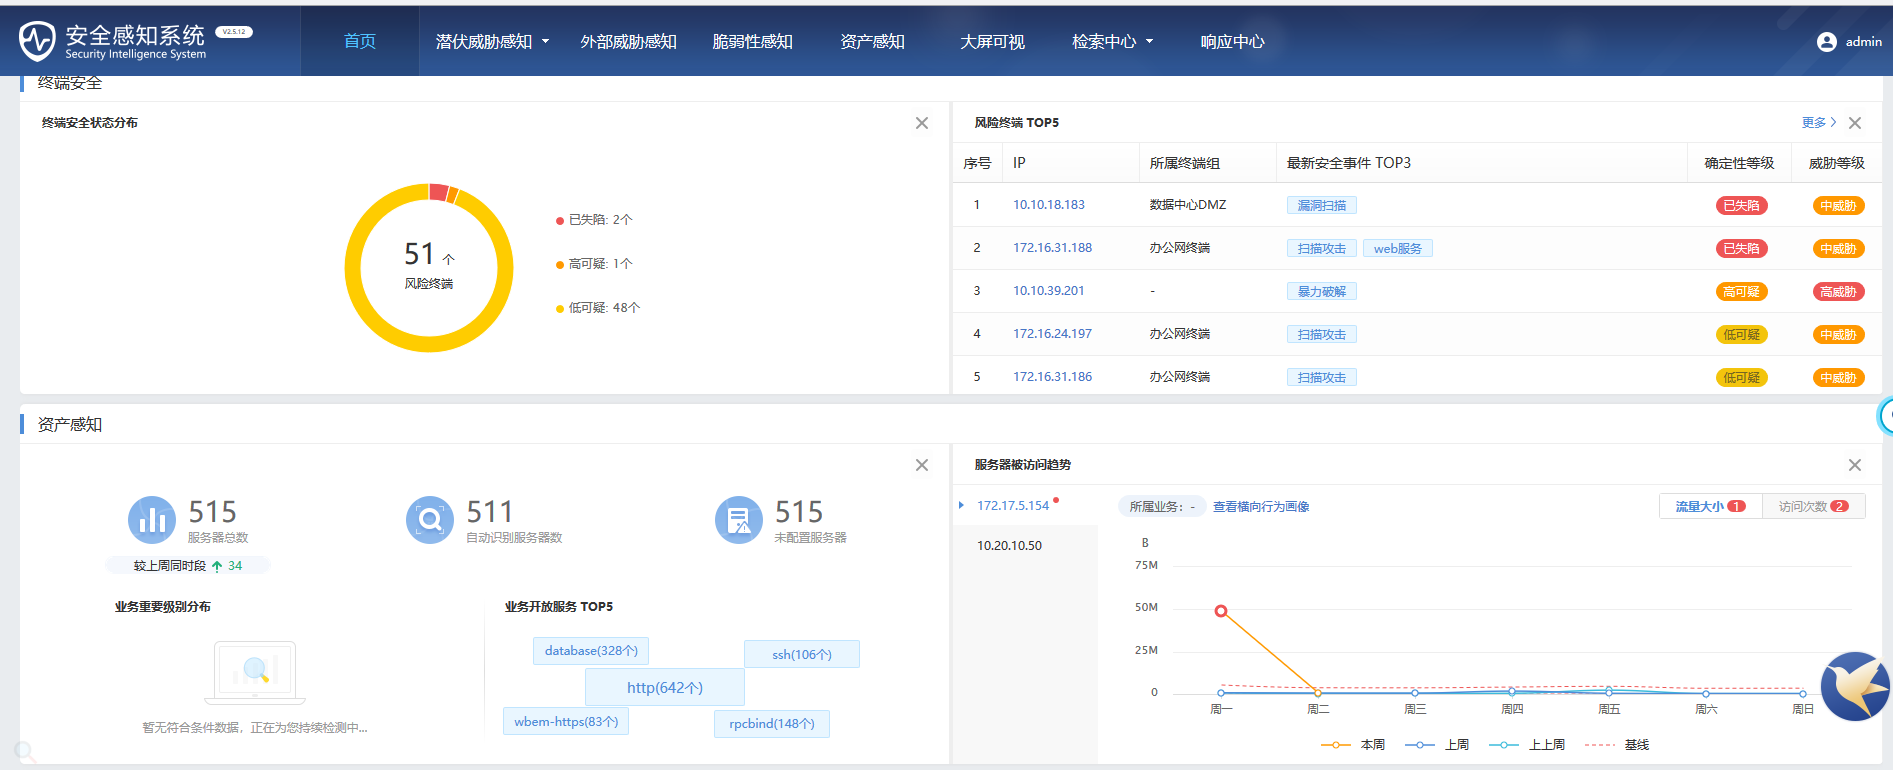 安全感知系统 V2.5.12
Security Intelligence System
首页 潜伏威胁感知 外部威胁感知 脆弱性感知 资产感知 大屏可视 检索中心 响应中心 admin
终端安全
终端安全状态分布
51 个
风险终端
已失陷: 2个
高可疑: 1个
低可疑: 48个
风险终端 TOP5 更多
序号 IP 所属终端组 最新安全事件 TOP3 确定性等级 威胁等级
1 10.10.18.183 数据中心DMZ 漏洞扫描 已失陷 中威胁
2 172.16.31.188 办公网终端 扫描攻击 web服务 已失陷 中威胁
3 10.10.39.201 - 暴力破解 高可疑 高威胁
4 172.16.24.197 办公网终端 扫描攻击 低可疑 中威胁
5 172.16.31.186 办公网终端 扫描攻击 低可疑 中威胁
资产感知
515
服务器总数
较上周同时段 34
511
自动识别服务器数
515
未配置服务器
业务重要级别分布
暂无符合条件数据，正在为您持续检测中...
业务开放服务 TOP5
database(328个)
ssh(106个)
http(642个)
wbem-https(83个)
rpcbind(148个)
服务器被访问趋势
172.17.5.154
10.20.10.50
所属业务：- 查看横向行为画像 流量大小 1 访问次数 2
B
75M
50M
25M
0
周一 周二 周三 周四 周五 周六 周日
本周 上周 上上周 基线